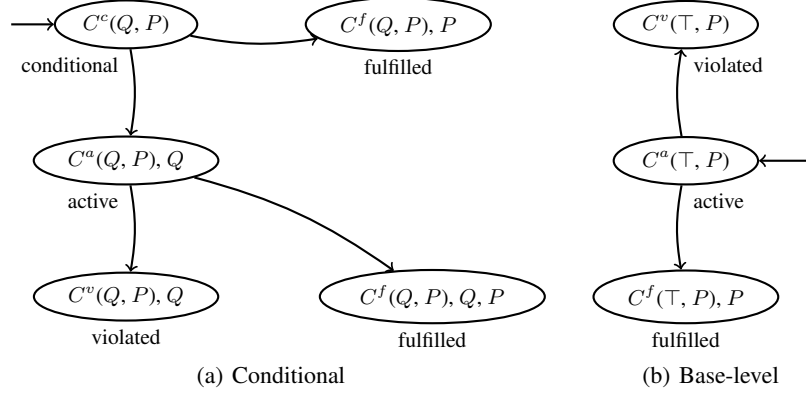 C^c(Q, P)
conditional
C^f(Q, P), P
fulfilled
C^a(Q, P), Q
active
C^v(Q, P), Q
violated
C^f(Q, P), Q, P
fulfilled
(a) Conditional
C^v(⊤, P)
violated
C^a(⊤, P)
active
C^f(⊤, P), P
fulfilled
(b) Base-level